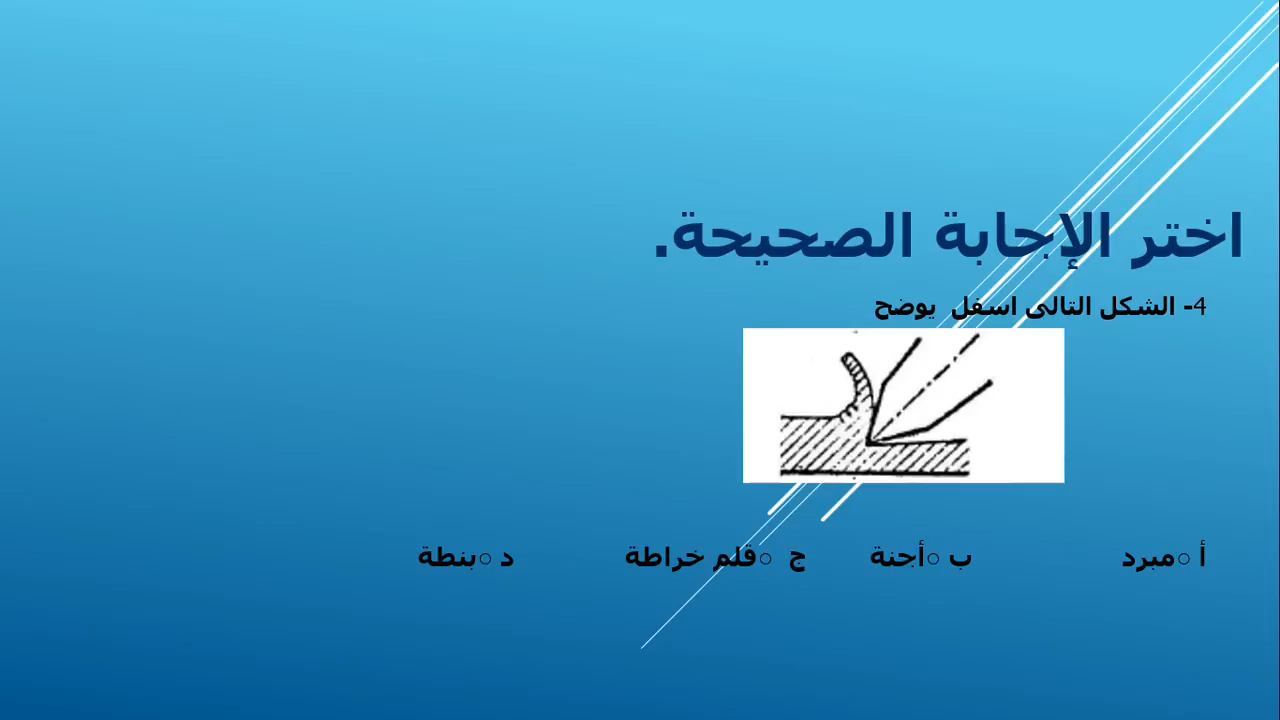 اختر الإجابة الصحيحة.
4- الشكل التالى اسفل يوضح
أ ○مبرد ب ○أجنة ج ○قلم خراطة د ○بنطة